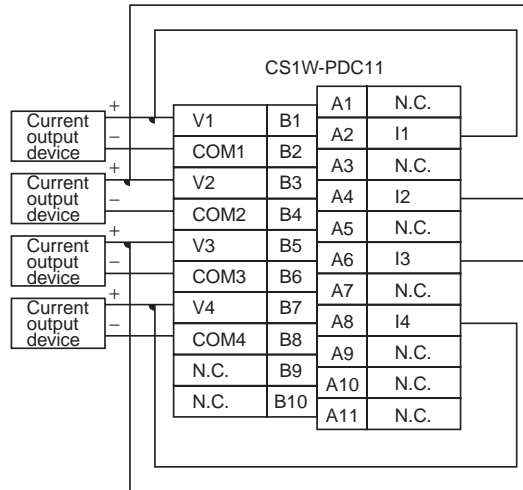 CS1W-PDC11
A1 N.C.
+ V1 B1 A2 I1
Current output device
− COM1 B2 A3 N.C.
+ V2 B3 A4 I2
Current output device
− COM2 B4 A5 N.C.
+ V3 B5 A6 I3
Current output device
− COM3 B6 A7 N.C.
+ V4 B7 A8 I4
Current output device
− COM4 B8 A9 N.C.
N.C. B9 A10 N.C.
N.C. B10 A11 N.C.